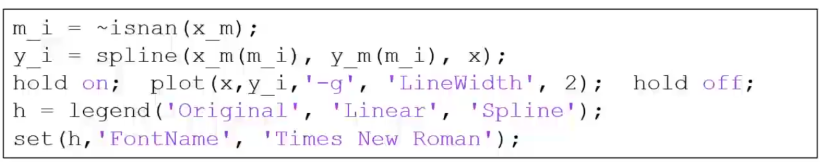 m_i = ~isnan(x_m);
y_i = spline(x_m(m_i), y_m(m_i), x);
hold on;  plot(x,y_i,'-g', 'LineWidth', 2);  hold off;
h = legend('Original', 'Linear', 'Spline');
set(h,'FontName', 'Times New Roman');